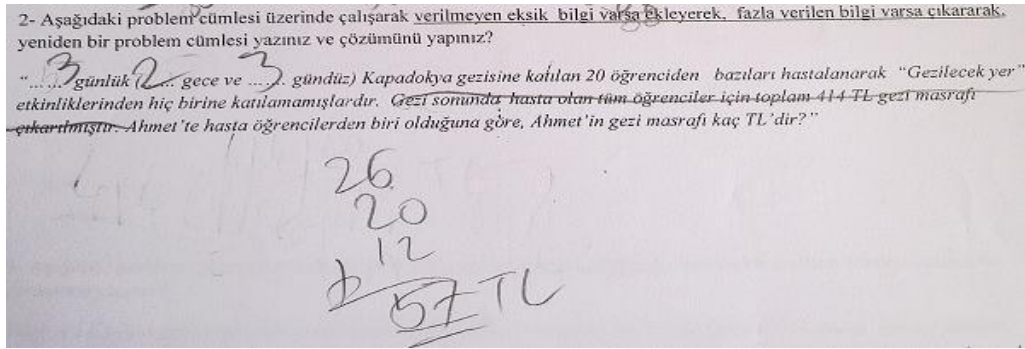 2- Aşağıdaki problem cümlesi üzerinde çalışarak verilmeyen eksik bilgi varsa ekleyerek, fazla verilen bilgi varsa çıkararak,
yeniden bir problem cümlesi yazınız ve çözümünü yapınız?
“...3...günlük (2... gece ve ...3... gündüz) Kapadokya gezisine katılan 20 öğrenciden bazıları hastalanarak “Gezilecek yer”
etkinliklerinden hiç birine katılamamışlardır. Gezi sonunda hasta olan tüm öğrenciler için toplam 414 TL gezi masrafı
çıkarılmıştır. Ahmet’te hasta öğrencilerden biri olduğuna göre, Ahmet’in gezi masrafı kaç TL’dir?”
26
20
12
57 TL